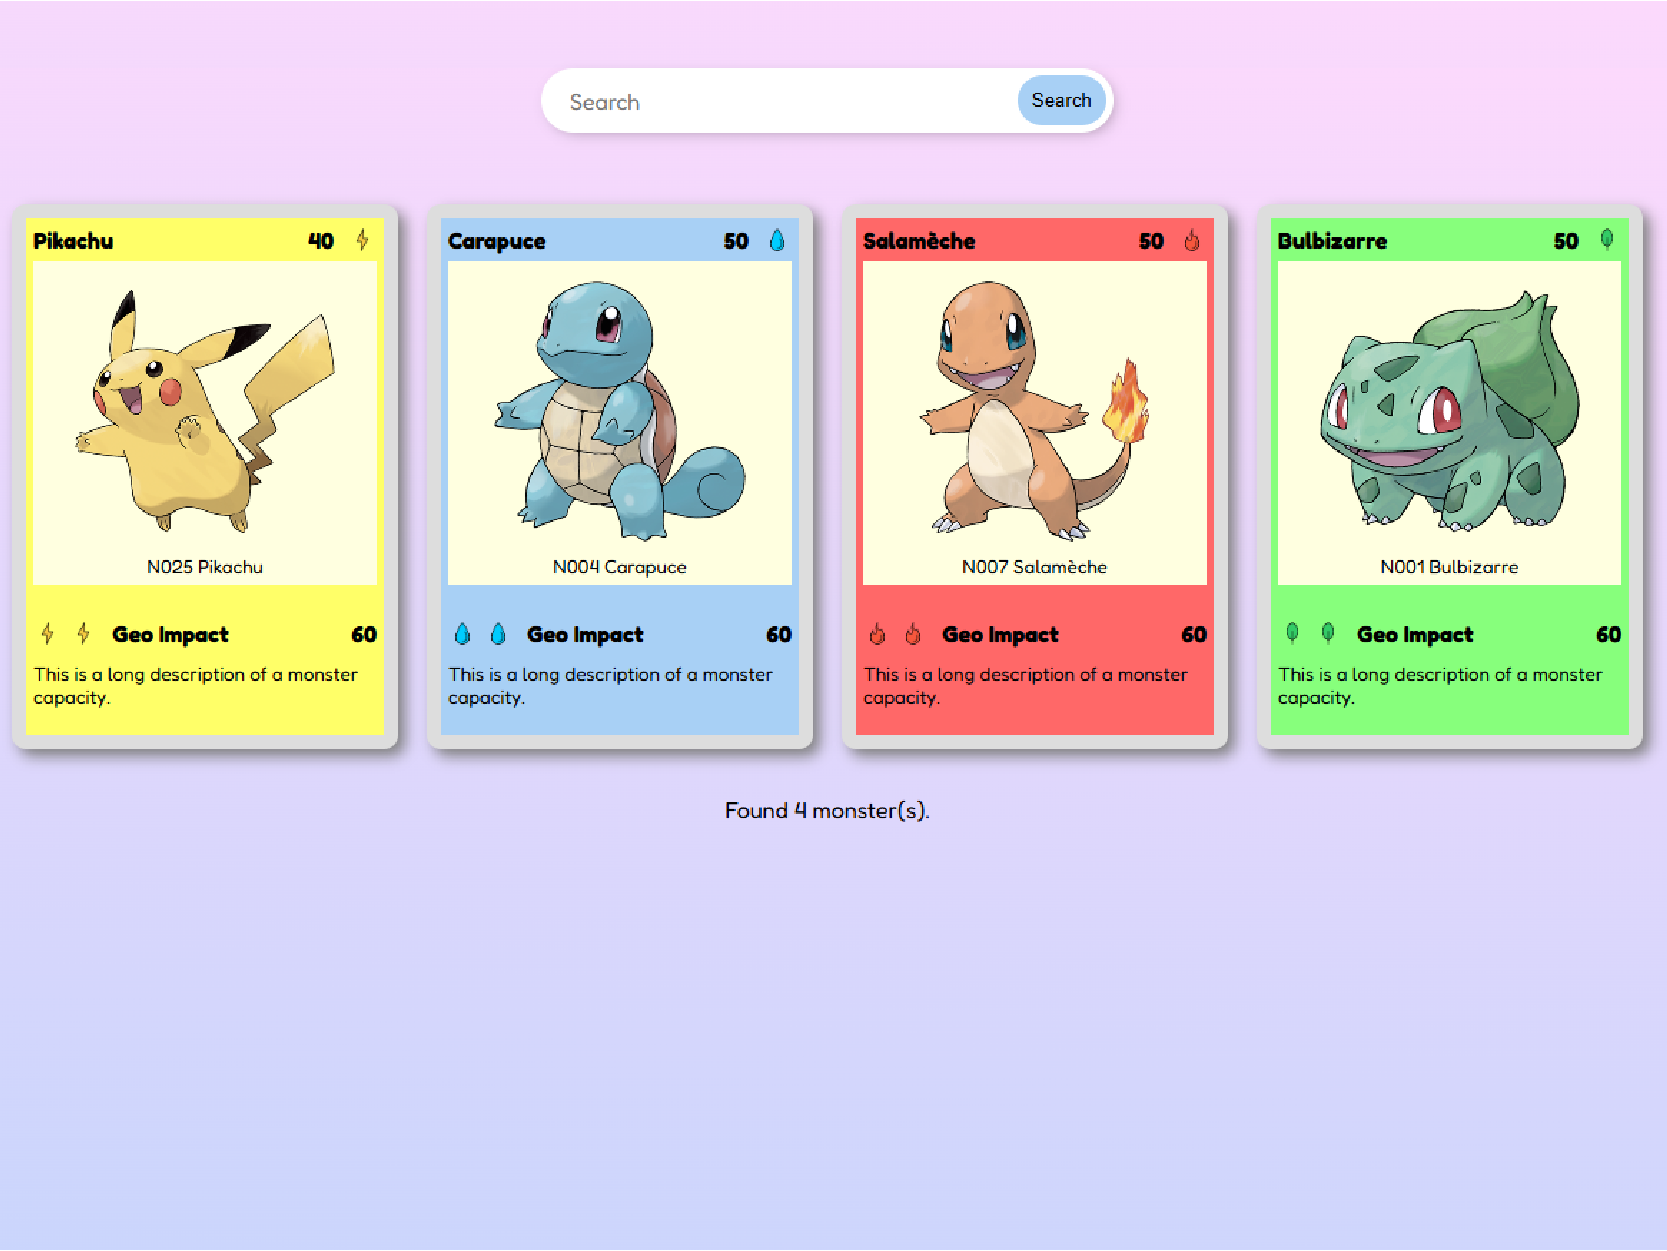 Search Search
Pikachu 40
N025 Pikachu
Geo Impact 60
This is a long description of a monster
capacity.
Carapuce 50
N004 Carapuce
Geo Impact 60
This is a long description of a monster
capacity.
Salamèche 50
N007 Salamèche
Geo Impact 60
This is a long description of a monster
capacity.
Bulbizarre 50
N001 Bulbizarre
Geo Impact 60
This is a long description of a monster
capacity.
Found 4 monster(s).